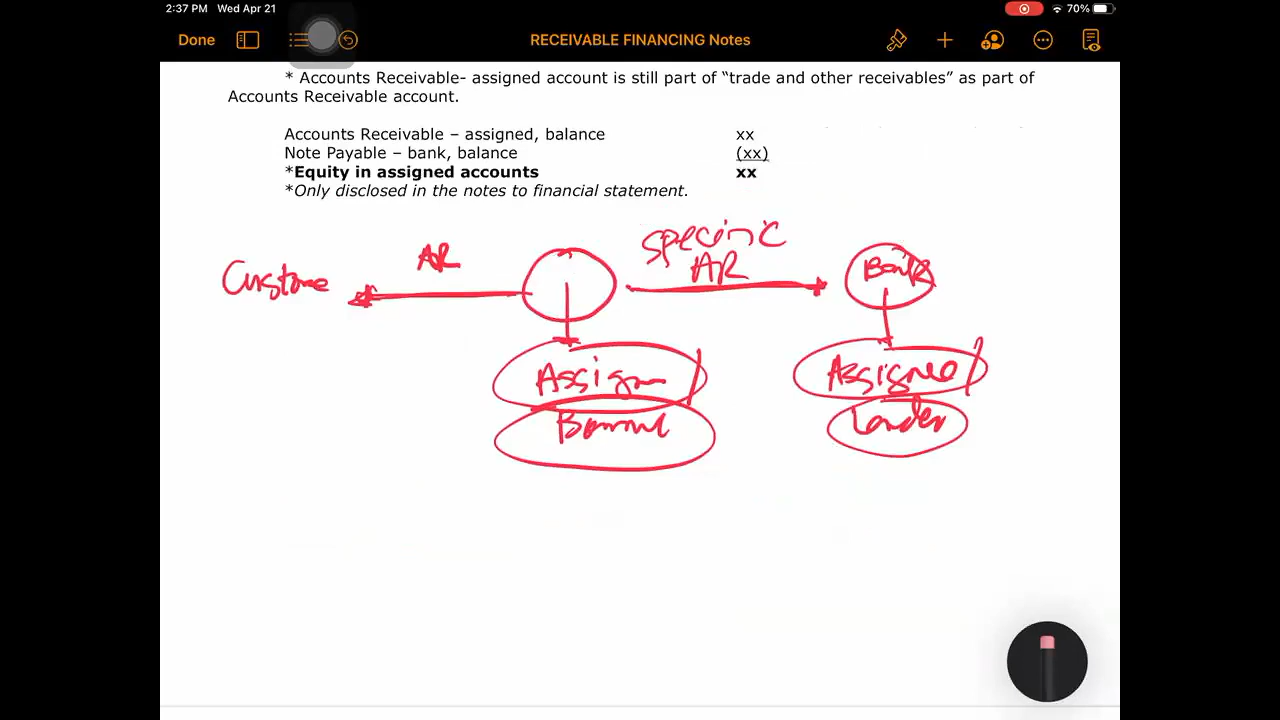 2:37 PM Wed Apr 21
70%
Done
RECEIVABLE FINANCING Notes
* Accounts Receivable- assigned account is still part of “trade and other receivables” as part of
Accounts Receivable account.
Accounts Receivable – assigned, balance xx
Note Payable – bank, balance (xx)
*Equity in assigned accounts xx
*Only disclosed in the notes to financial statement.
Custome AR specific AR Bank
Assignee
Lender